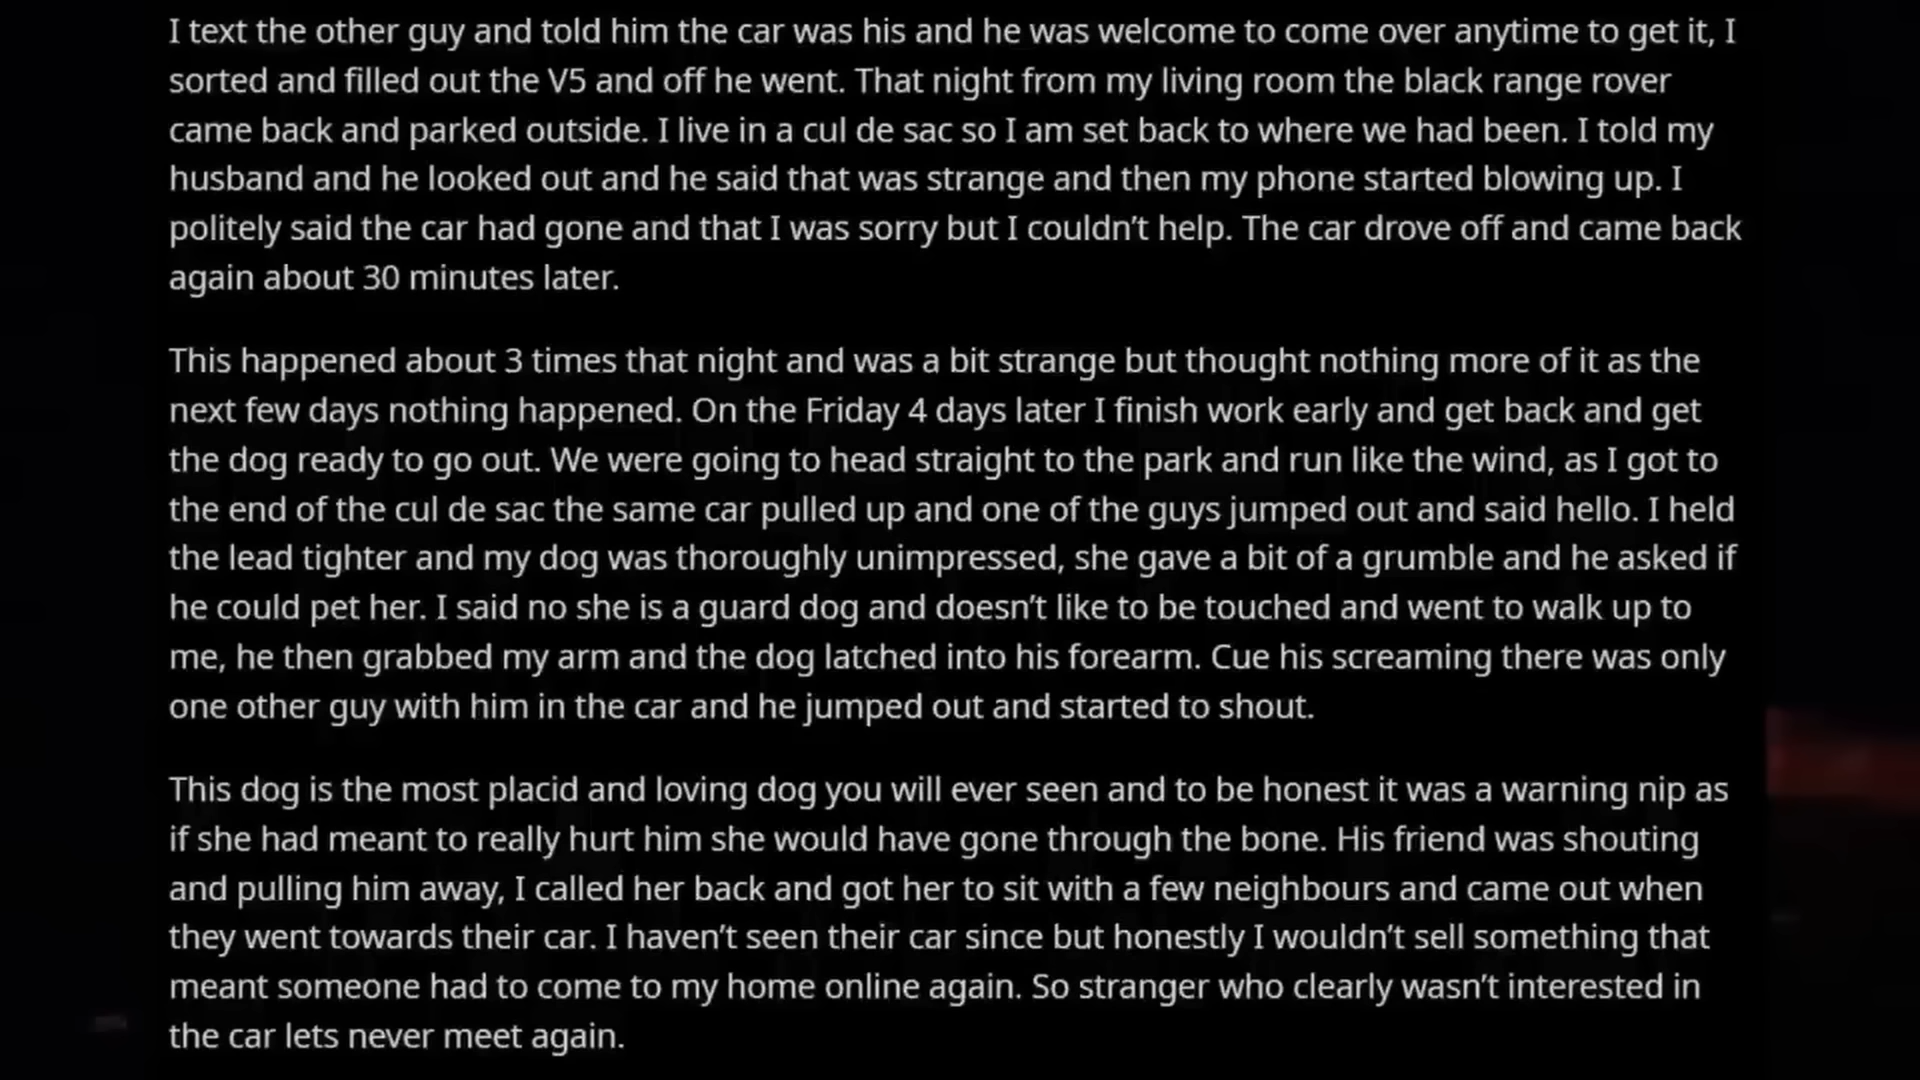 I text the other guy and told him the car was his and he was welcome to come over anytime to get it, I
sorted and filled out the V5 and off he went. That night from my living room the black range rover
came back and parked outside. I live in a cul de sac so I am set back to where we had been. I told my
husband and he looked out and he said that was strange and then my phone started blowing up. I
politely said the car had gone and that I was sorry but I couldn’t help. The car drove off and came back
again about 30 minutes later.
This happened about 3 times that night and was a bit strange but thought nothing more of it as the
next few days nothing happened. On the Friday 4 days later I finish work early and get back and get
the dog ready to go out. We were going to head straight to the park and run like the wind, as I got to
the end of the cul de sac the same car pulled up and one of the guys jumped out and said hello. I held
the lead tighter and my dog was thoroughly unimpressed, she gave a bit of a grumble and he asked if
he could pet her. I said no she is a guard dog and doesn’t like to be touched and went to walk up to
me, he then grabbed my arm and the dog latched into his forearm. Cue his screaming there was only
one other guy with him in the car and he jumped out and started to shout.
This dog is the most placid and loving dog you will ever seen and to be honest it was a warning nip as
if she had meant to really hurt him she would have gone through the bone. His friend was shouting
and pulling him away, I called her back and got her to sit with a few neighbours and came out when
they went towards their car. I haven’t seen their car since but honestly I wouldn’t sell something that
meant someone had to come to my home online again. So stranger who clearly wasn’t interested in
the car lets never meet again.